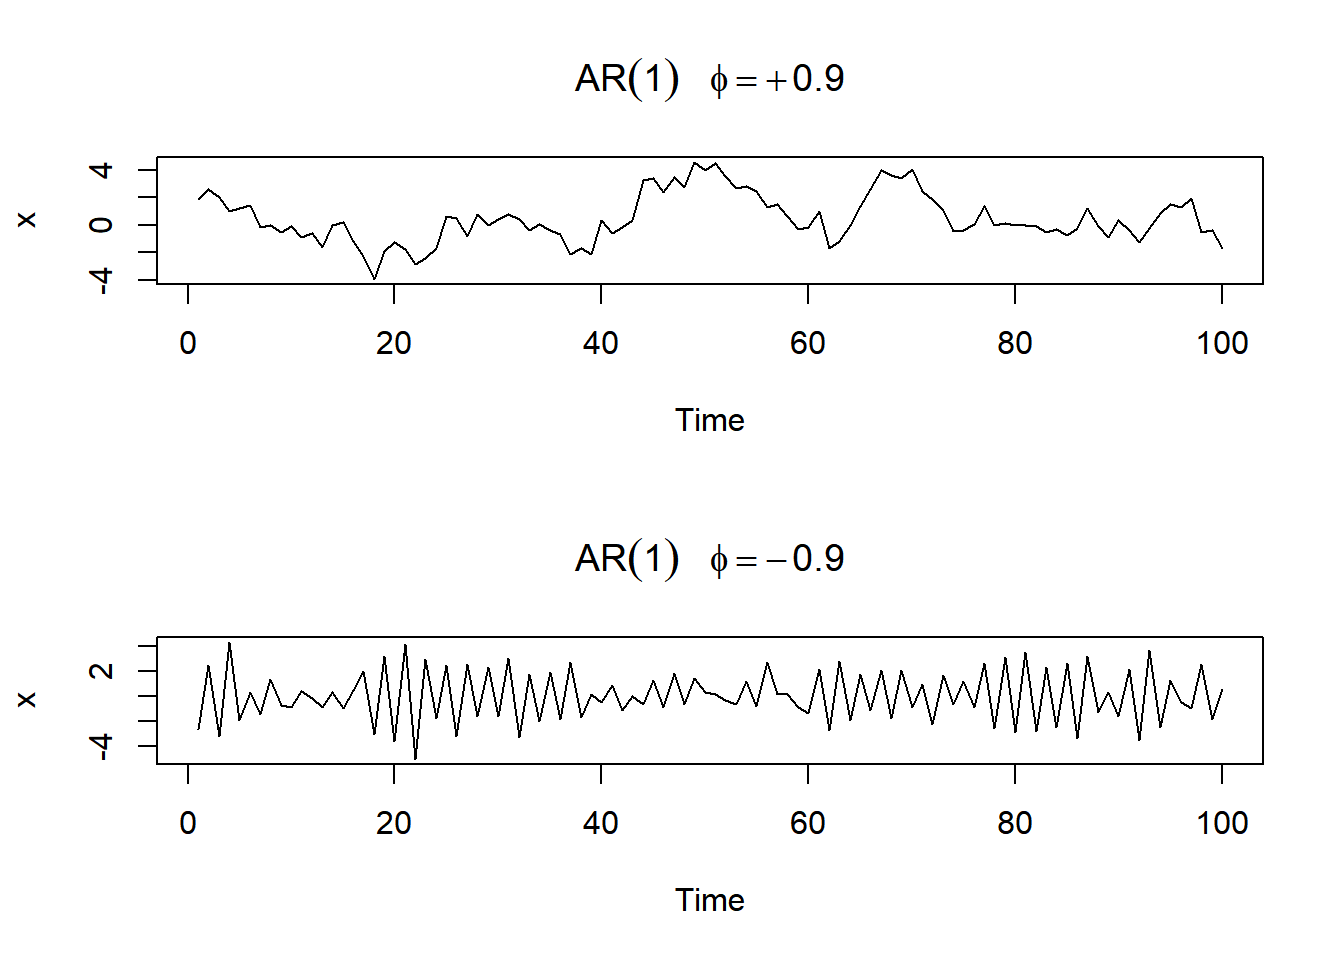 AR(1) ϕ = +0.9
x
4
0
-4
0 20 40 60 80 100
Time
AR(1) ϕ = −0.9
x
2
-4
0 20 40 60 80 100
Time